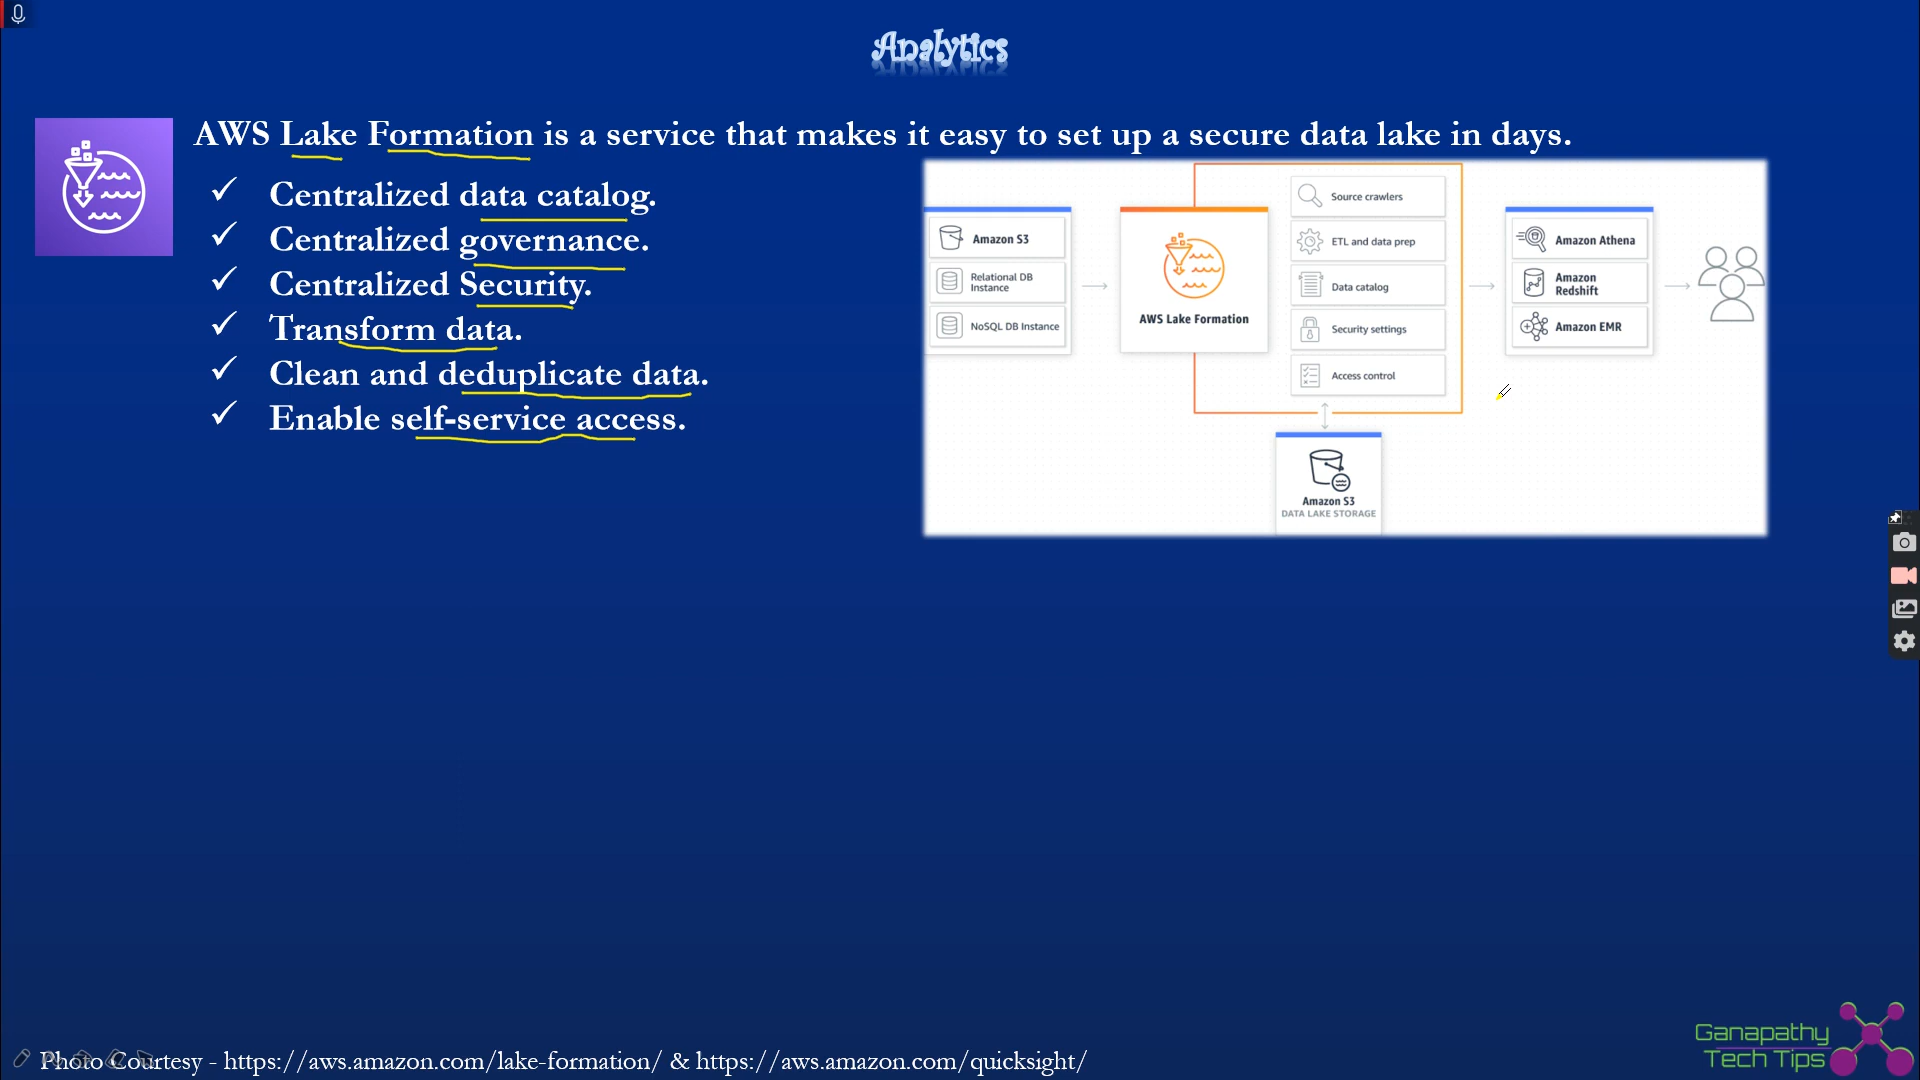 Analytics
AWS Lake Formation is a service that makes it easy to set up a secure data lake in days.
✓ Centralized data catalog.
✓ Centralized governance.
✓ Centralized Security.
✓ Transform data.
✓ Clean and deduplicate data.
✓ Enable self-service access.
Amazon S3
Relational DB
Instance
NoSQL DB Instance
AWS Lake Formation
Source crawlers
ETL and data prep
Data catalog
Security settings
Access control
Amazon S3
DATA LAKE STORAGE
Amazon Athena
Amazon
Redshift
Amazon EMR
Photo Courtesy - https://aws.amazon.com/lake-formation/ & https://aws.amazon.com/quicksight/
Ganapathy
Tech Tips